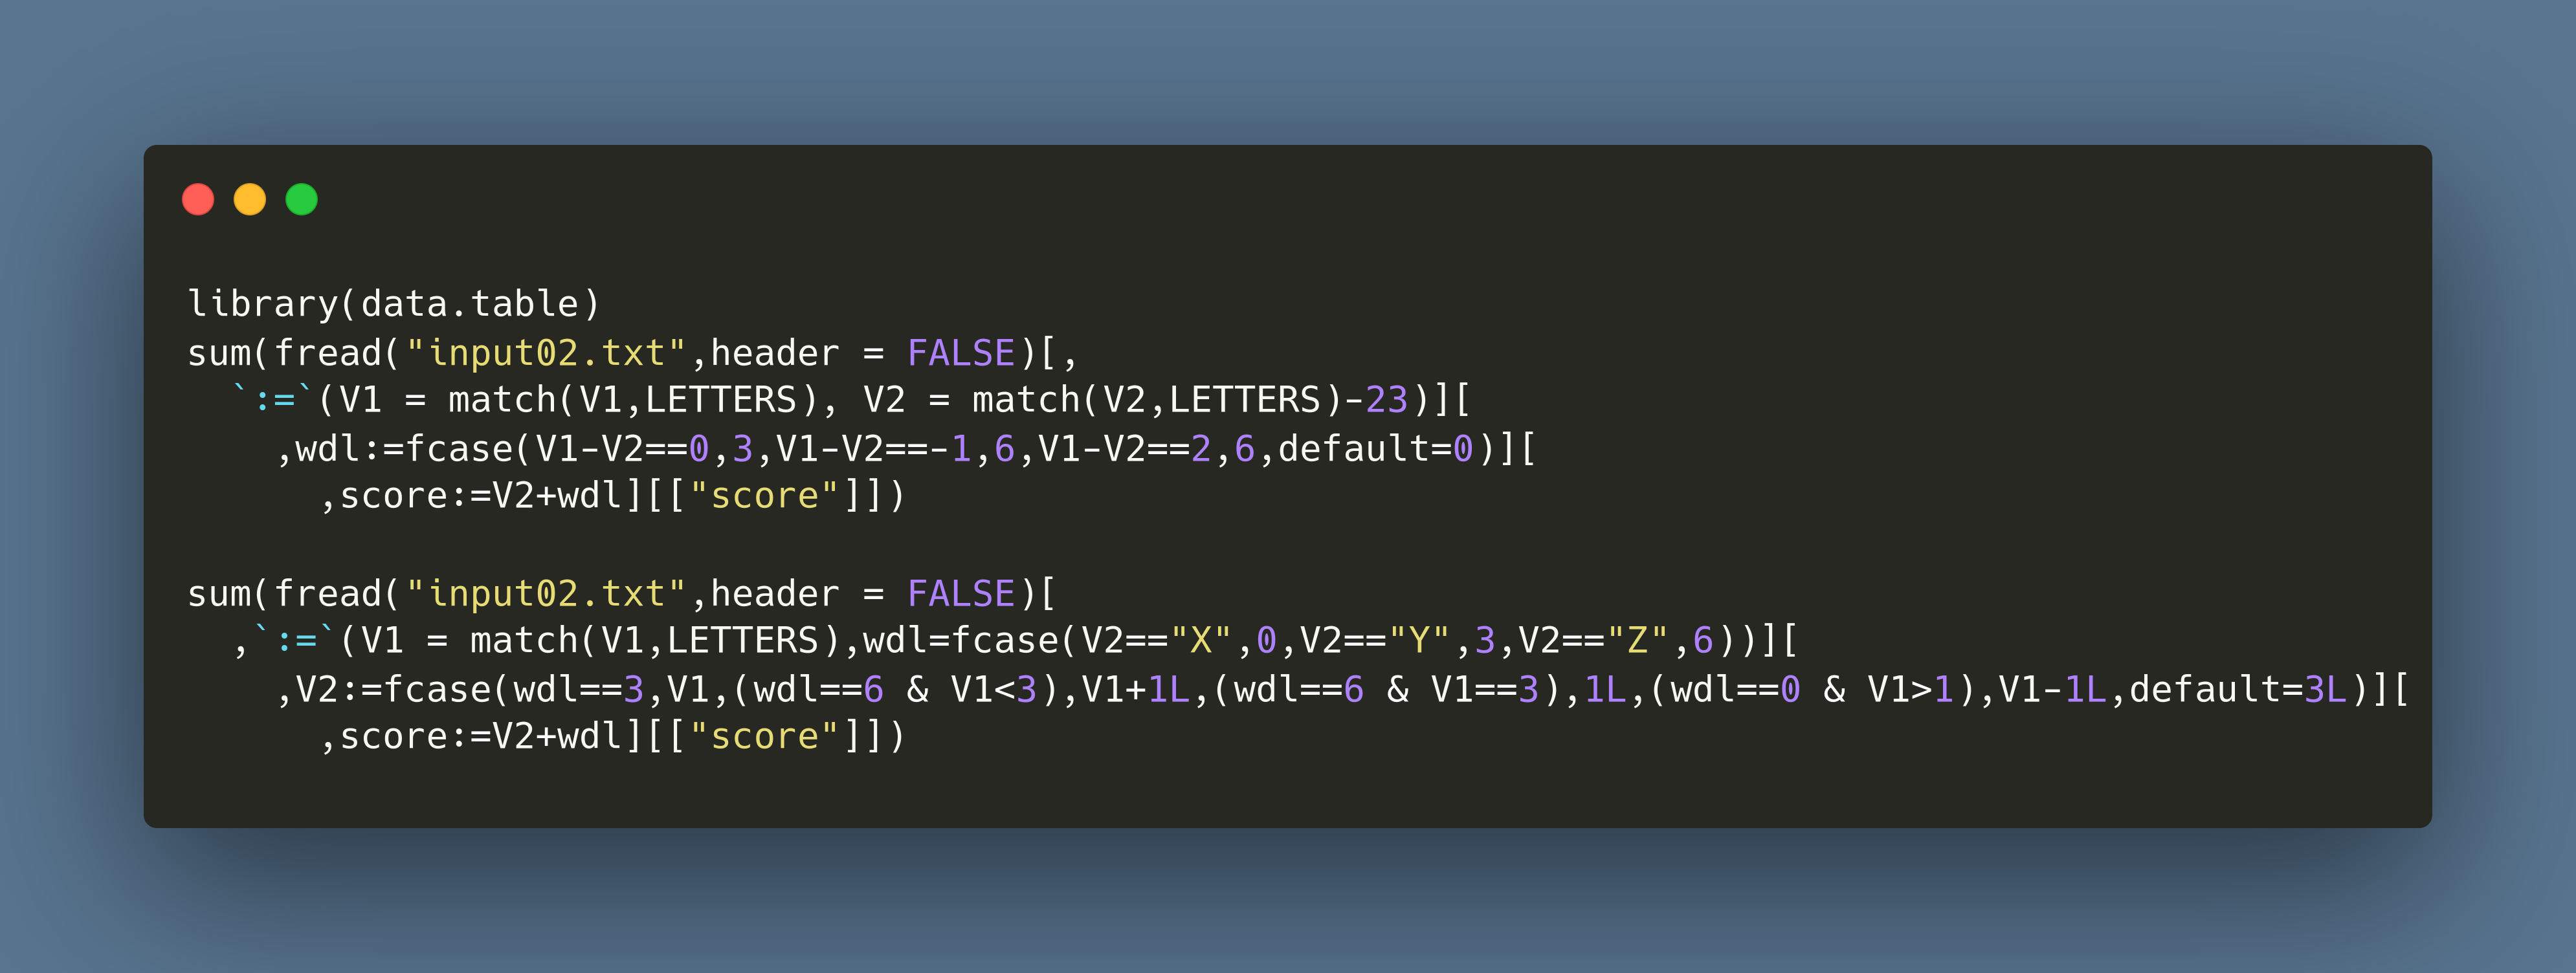 library(data.table)
sum(fread("input02.txt",header = FALSE)[,
  `:=`(V1 = match(V1,LETTERS), V2 = match(V2,LETTERS)-23)][
    ,wdl:=fcase(V1-V2==0,3,V1-V2==-1,6,V1-V2==2,6,default=0)][
      ,score:=V2+wdl][["score"]])

sum(fread("input02.txt",header = FALSE)[
  ,`:=`(V1 = match(V1,LETTERS),wdl=fcase(V2=="X",0,V2=="Y",3,V2=="Z",6))][
    ,V2:=fcase(wdl==3,V1,(wdl==6 & V1<3),V1+1L,(wdl==6 & V1==3),1L,(wdl==0 & V1>1),V1-1L,default=3L)][
      ,score:=V2+wdl][["score"]])